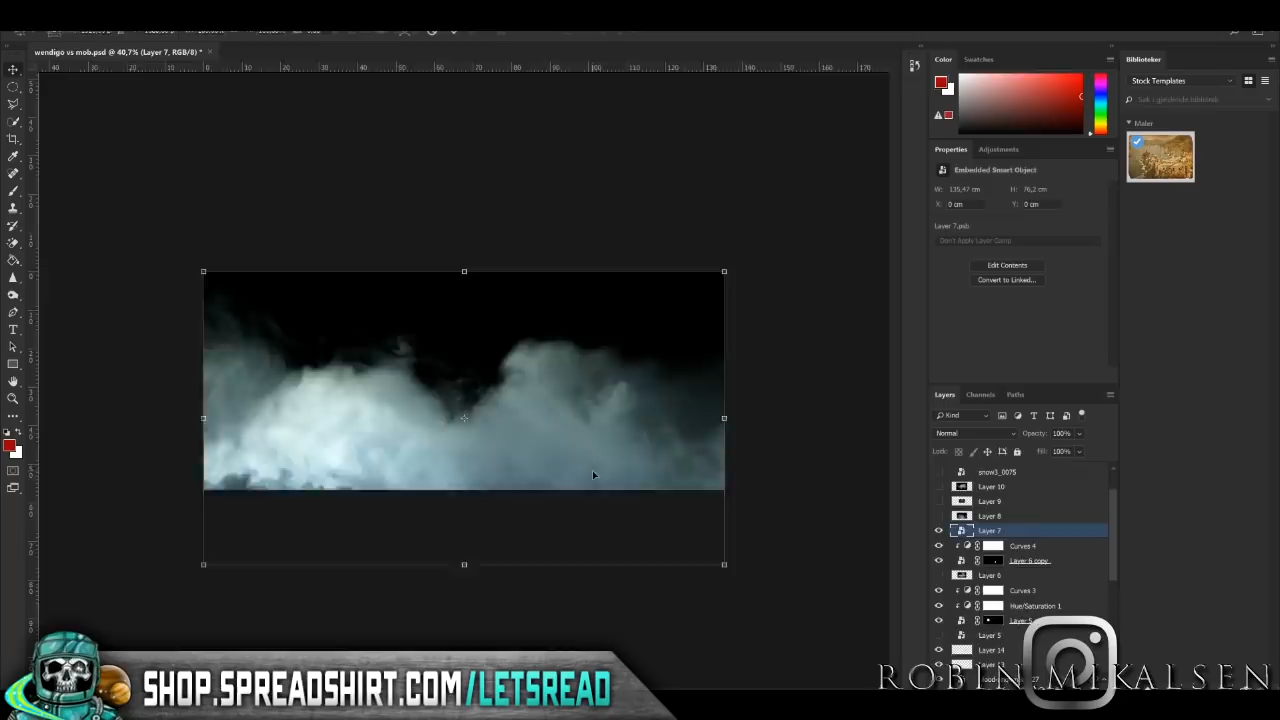 wendigo vs mob.psd @ 40,7% (Layer 7, RGB/8) *
Color
Swatches
Biblioteker
Stock Templates
Søk i gjeldende bibliotek
Maler
Properties
Adjustments
Embedded Smart Object
W: 135,47 cm
H: 76,2 cm
X: 0 cm
Y: 0 cm
Layer 7.psb
Don't Apply Layer Comp
Edit Contents
Convert to Linked...
Layers
Channels
Paths
Kind
Normal
Opacity: 100%
Lock:
Fill: 100%
snow3_0075
Layer 10
Layer 9
Layer 8
Layer 7
Curves 4
Layer 6 copy
Layer 6
Curves 3
Hue/Saturation 1
Layer 5
Layer 14
SHOP.SPREADSHIRT.COM/LETSREAD
ROBIN MIKALSEN